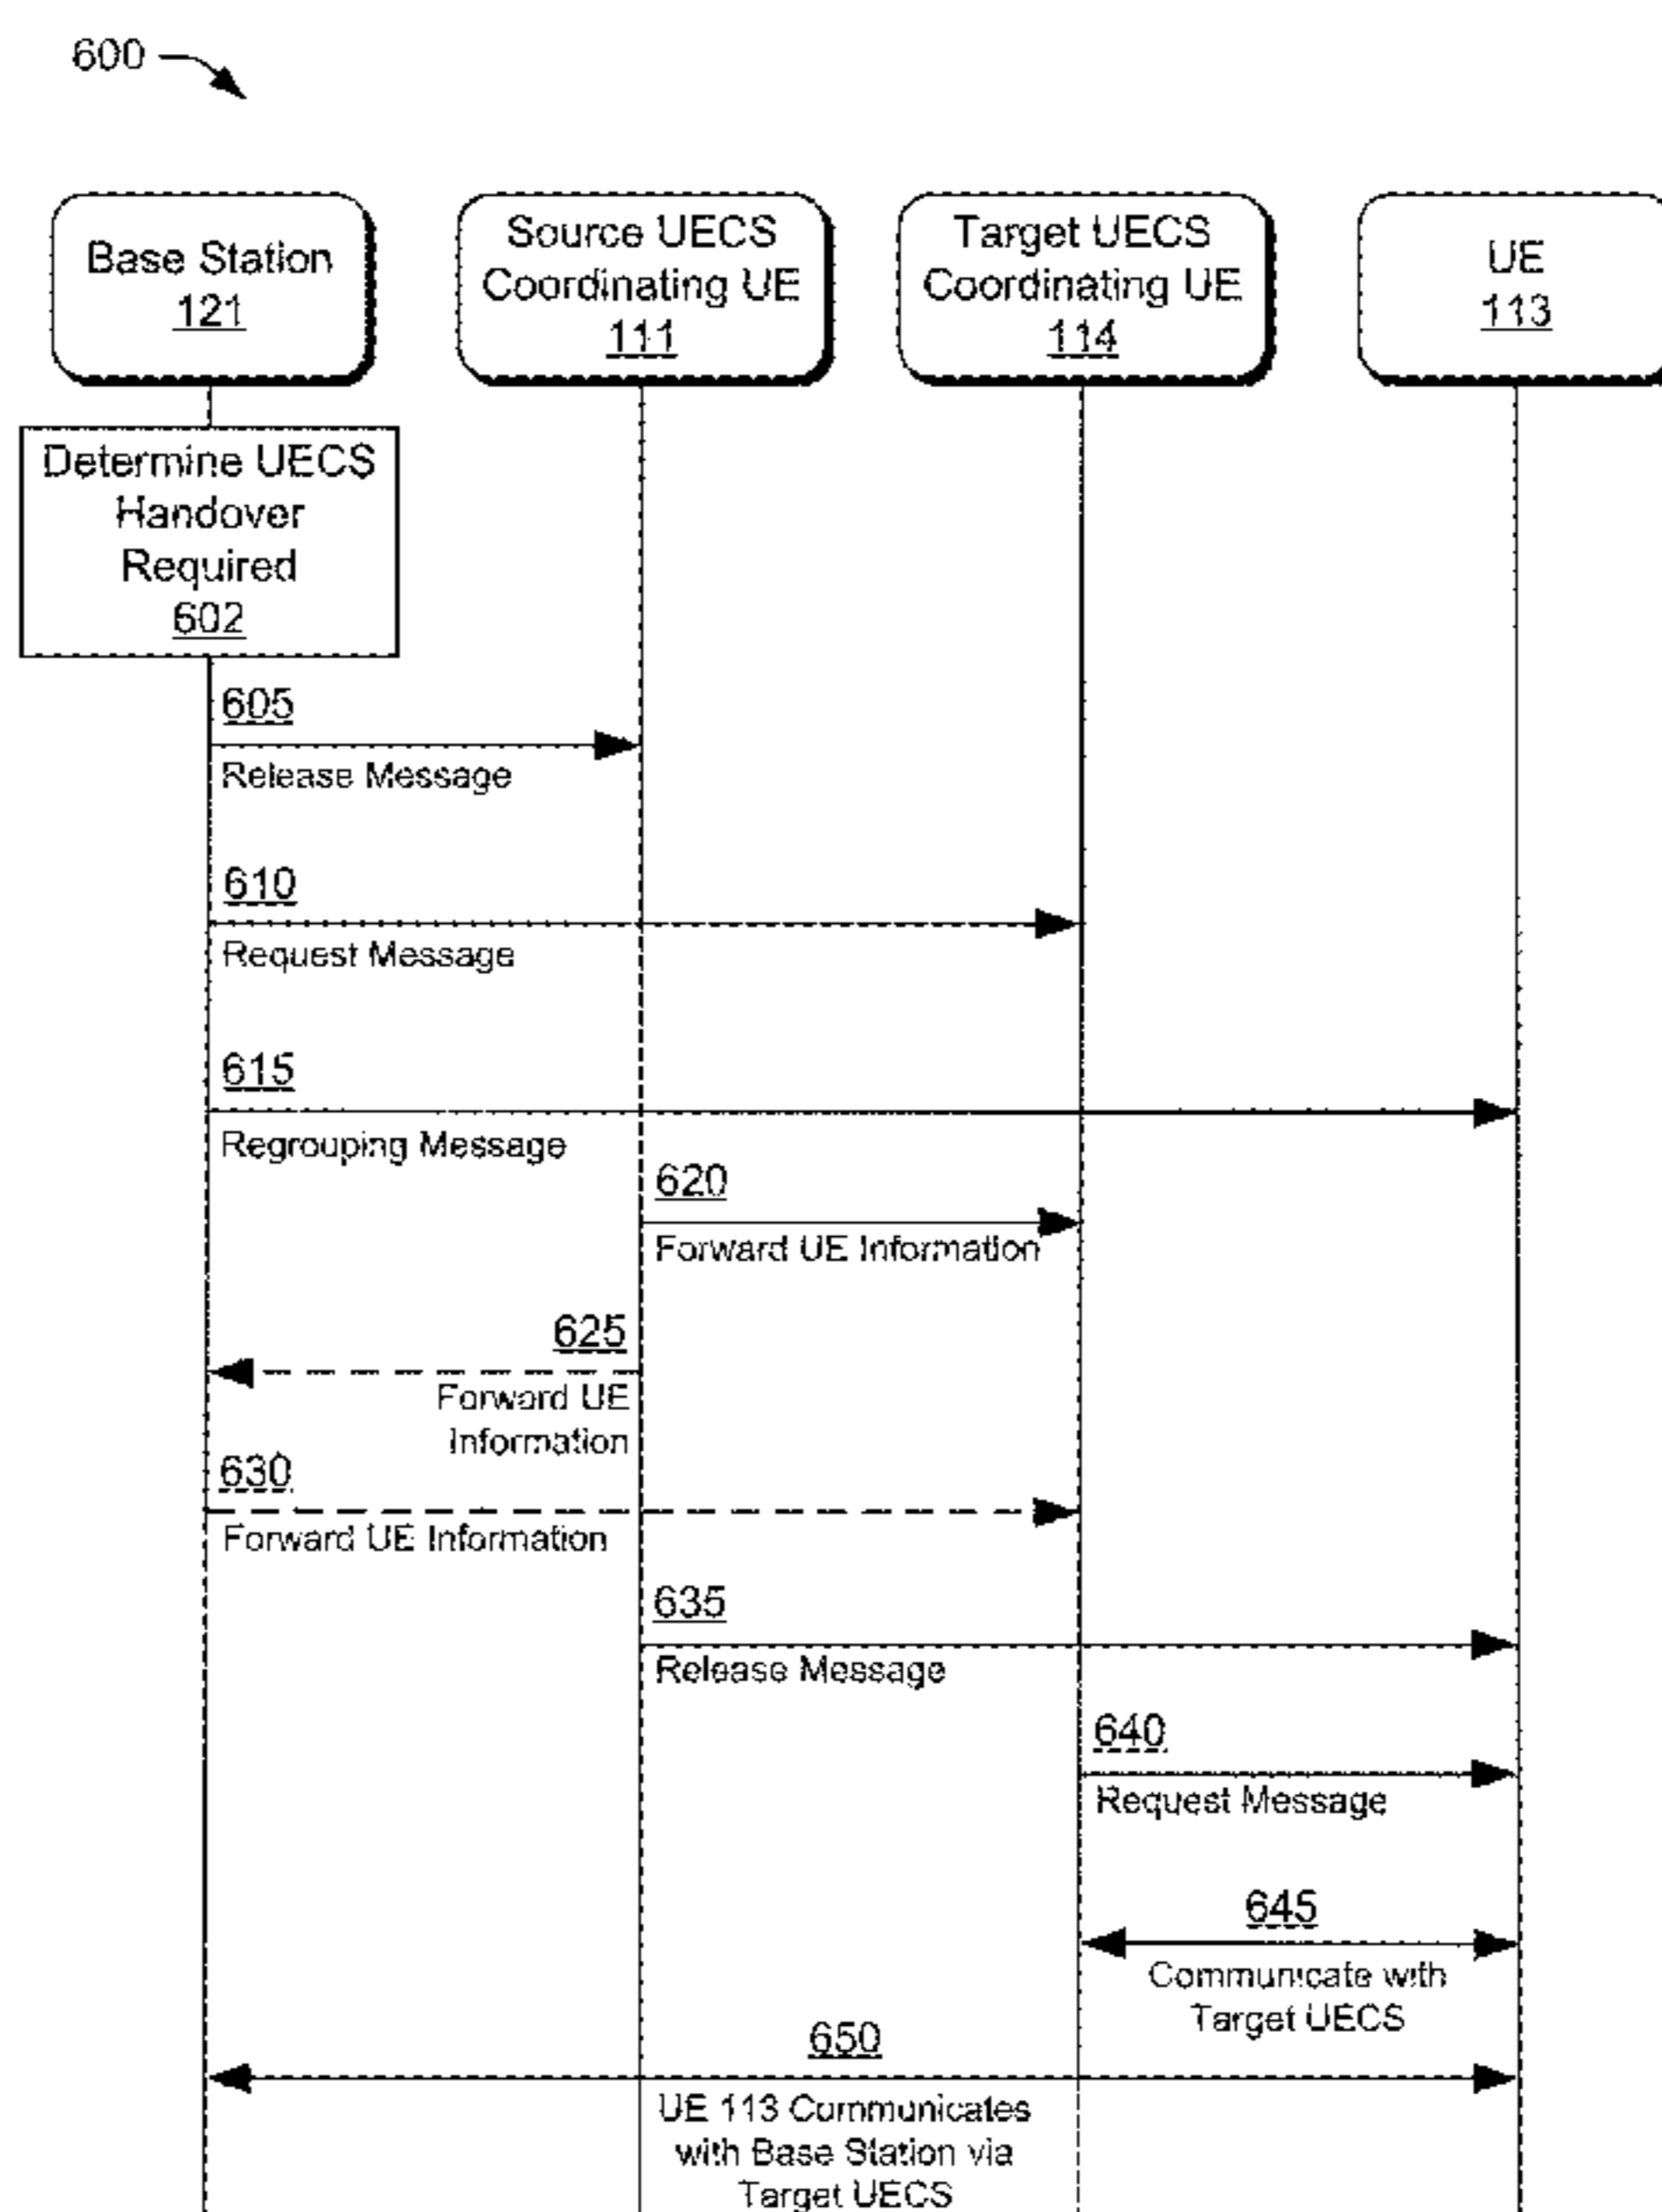 600
Base Station
121
Source UECS
Coordinating UE
111
Target UECS
Coordinating UE
114
UE
113
Determine UECS
Handover
Required
602
605
Release Message
610
Request Message
615
Regrouping Message
620
Forward UE Information
625
Forward UE
Information
630
Forward UE Information
635
Release Message
640
Request Message
645
Communicate with
Target UECS
650
UE 113 Communicates
with Base Station via
Target UECS